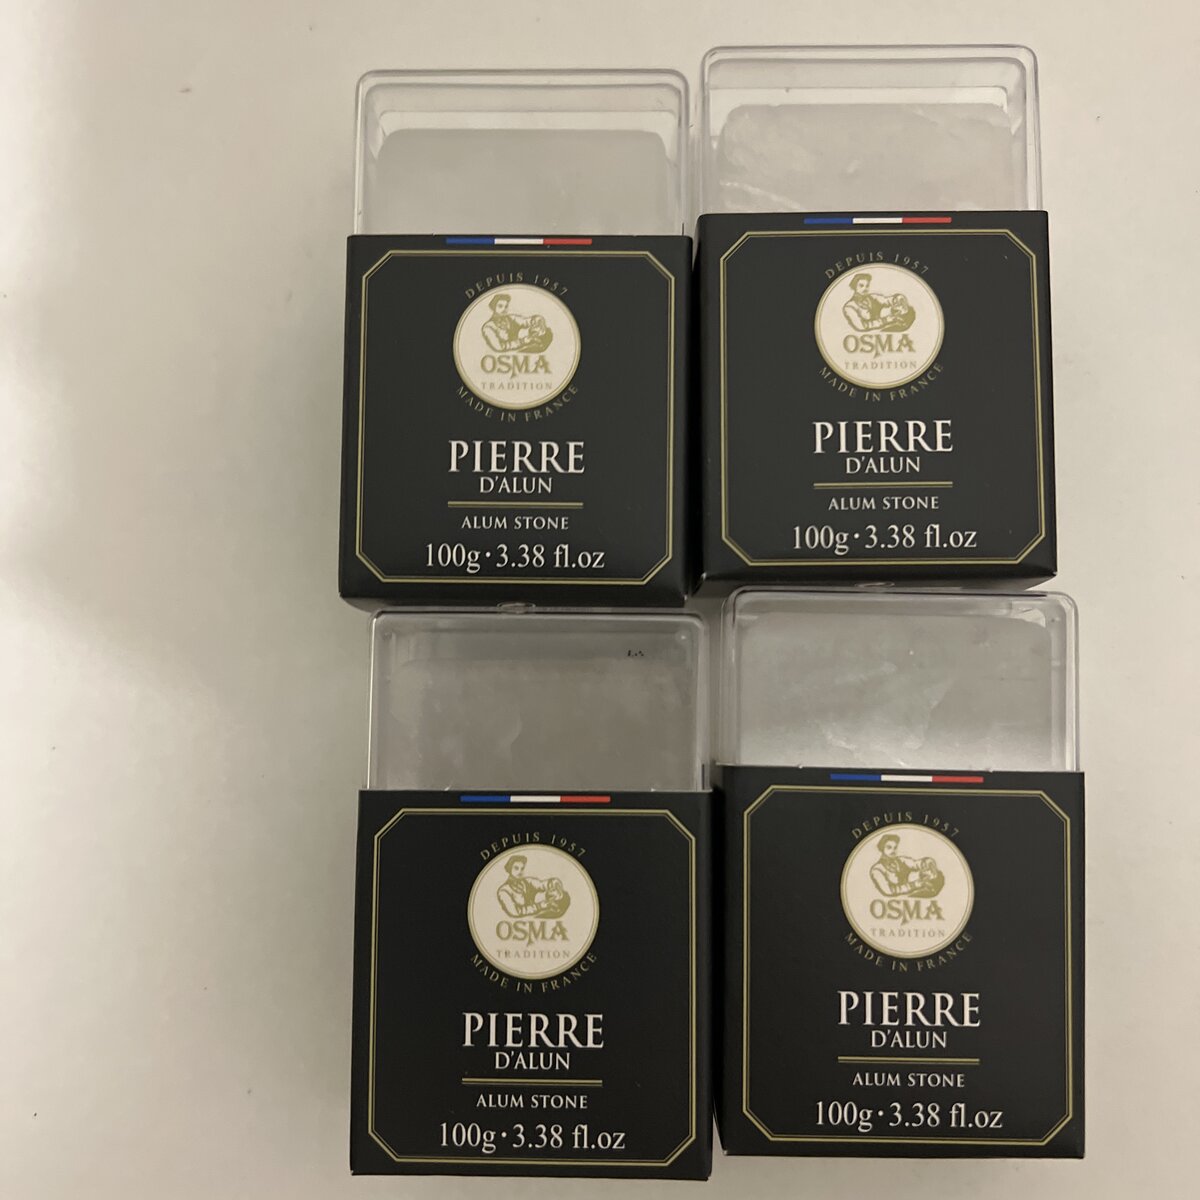 DEPUIS 1957
OSMA
TRADITION
MADE IN FRANCE
PIERRE
D'ALUN
ALUM STONE
100g·3.38 fl.oz
DEPUIS 1957
OSMA
TRADITION
MADE IN FRANCE
PIERRE
D'ALUN
ALUM STONE
100g·3.38 fl.oz
DEPUIS 1957
OSMA
TRADITION
MADE IN FRANCE
PIERRE
D'ALUN
ALUM STONE
100g·3.38 fl.oz
DEPUIS 1957
OSMA
TRADITION
MADE IN FRANCE
PIERRE
D'ALUN
ALUM STONE
100g·3.38 fl.oz